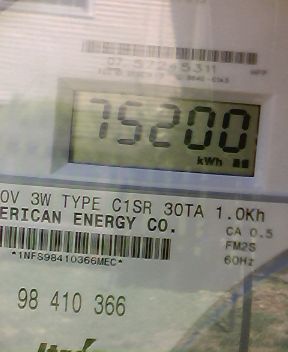 75200
kWh
0V 3W TYPE C1SR 30TA 1.0Kh
ERICAN ENERGY CO.
CA 0.5
FM2S
*1NFS98410366MEC*
60Hz
98 410 366